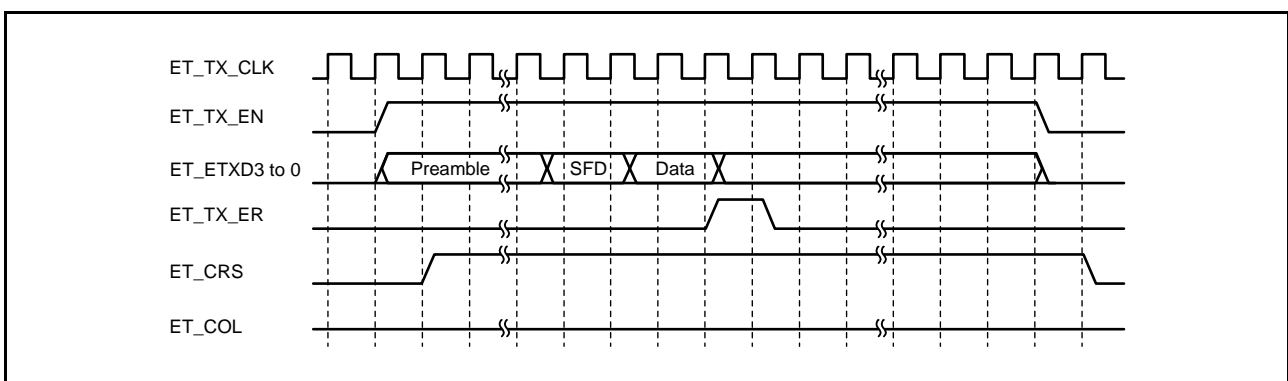 ET_TX_CLK
ET_TX_EN
ET_ETXD3 to 0
Preamble
SFD
Data
ET_TX_ER
ET_CRS
ET_COL